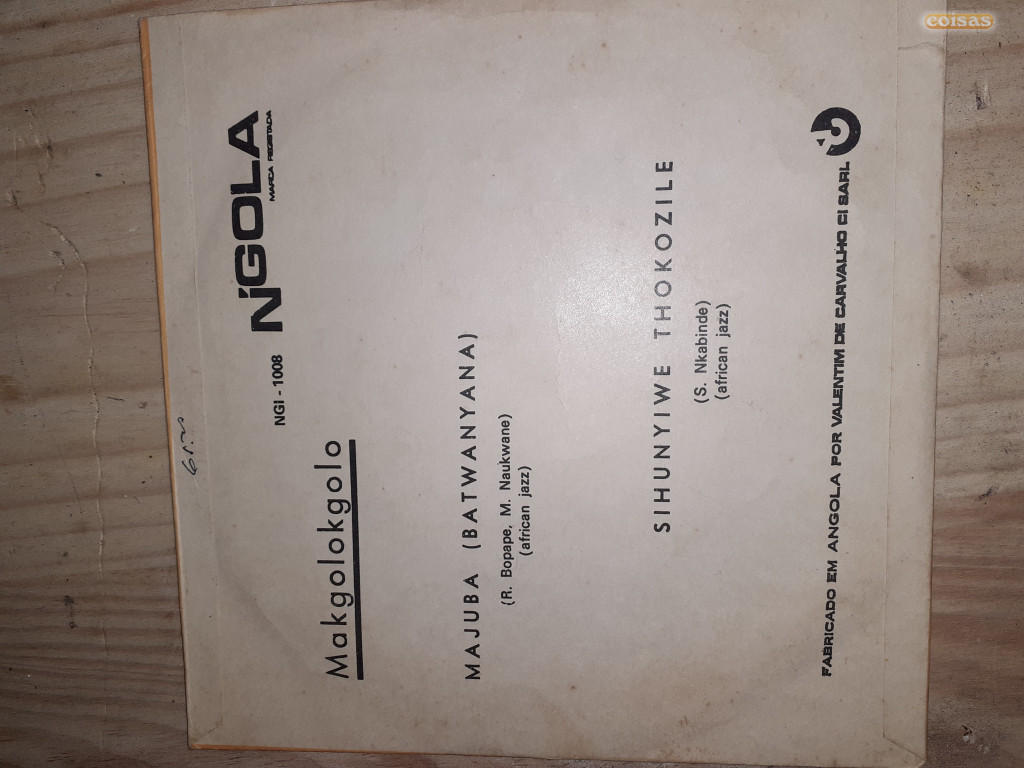 NGI - 1008 N'GOLA
MARCA REGISTADA
Makgolokgolo
MAJUBA (BATWANYANA)
(R. Bopape, M. Naukwane)
(african jazz)
SIHUNYIWE THOKOZILE
(S. Nkabinde)
(african jazz)
FABRICADO EM ANGOLA POR VALENTIM DE CARVALHO CI SARL
coisas